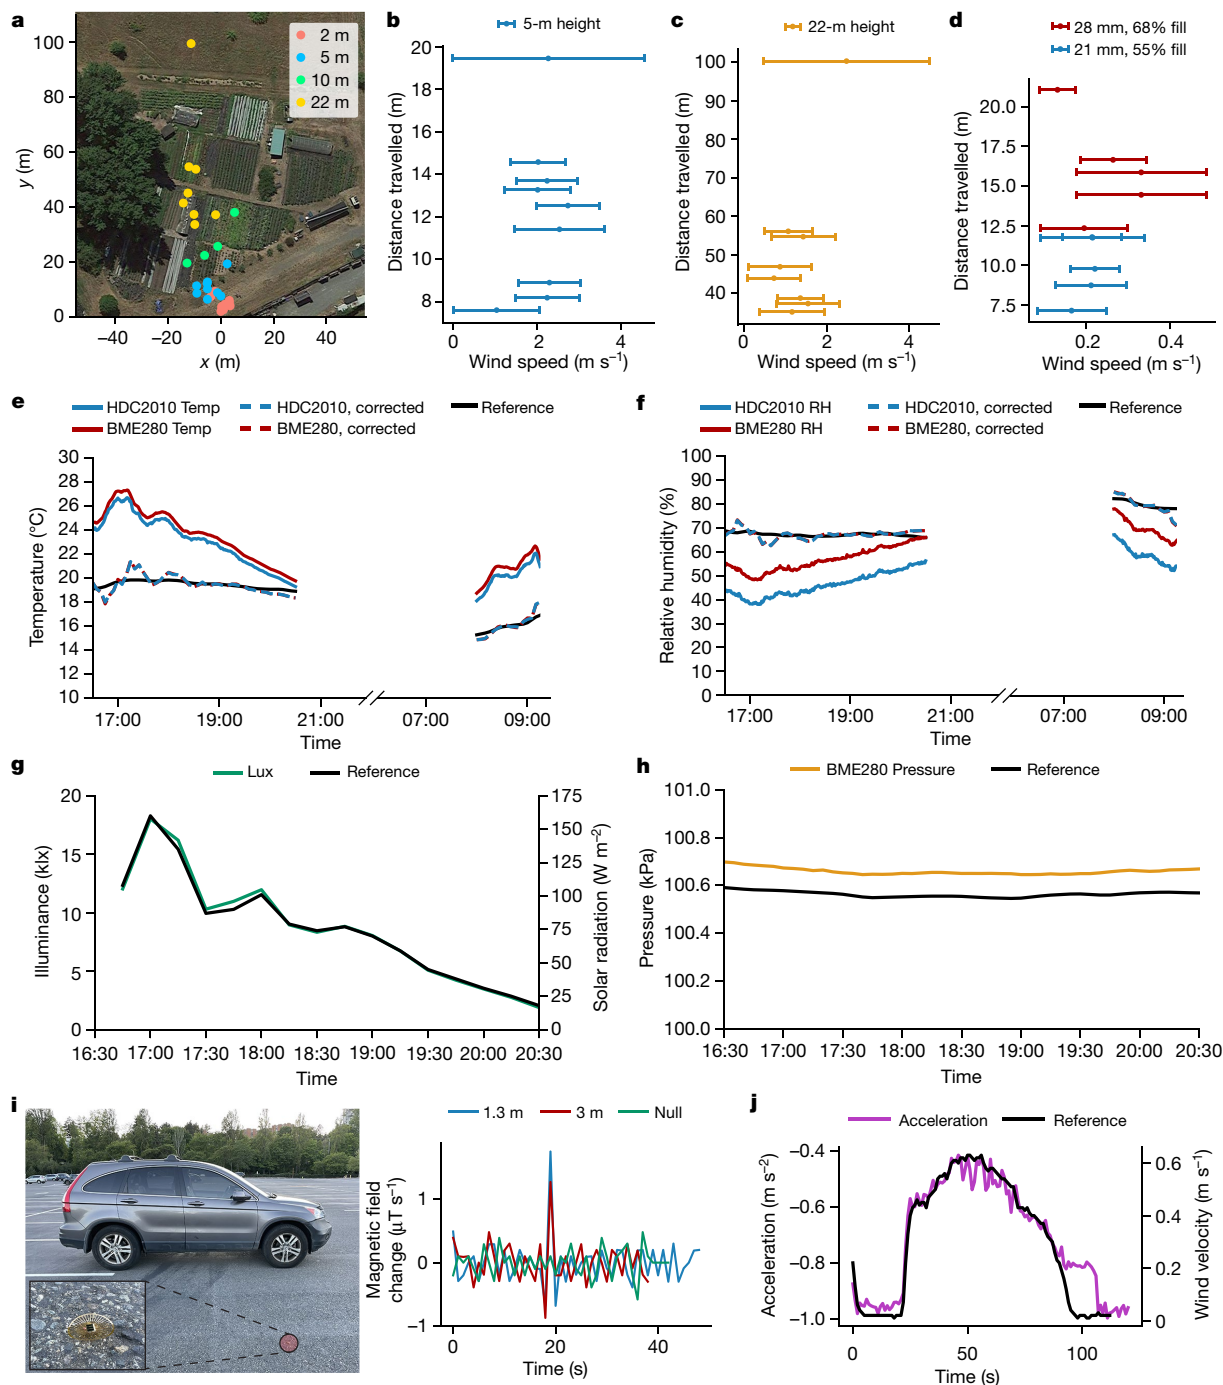 a
100
80
60
40
20
0
y (m)
−40
−20
0
20
40
x (m)
2 m
5 m
10 m
22 m
b
5-m height
20
18
16
14
12
10
8
Distance travelled (m)
0
2
4
Wind speed (m s⁻¹)
c
22-m height
100
90
80
70
60
50
40
Distance travelled (m)
0
2
4
Wind speed (m s⁻¹)
d
28 mm, 68% fill
21 mm, 55% fill
20.0
17.5
15.0
12.5
10.0
7.5
Distance travelled (m)
0.2
0.4
Wind speed (m s⁻¹)
e
HDC2010 Temp
HDC2010, corrected
Reference
BME280 Temp
BME280, corrected
30
28
26
24
22
20
18
16
14
12
10
Temperature (°C)
17:00
19:00
21:00
07:00
09:00
Time
f
HDC2010 RH
HDC2010, corrected
Reference
BME280 RH
BME280, corrected
100
90
80
70
60
50
40
30
20
10
0
Relative humidity (%)
17:00
19:00
21:00
07:00
09:00
Time
g
Lux
Reference
20
15
10
5
0
Illuminance (klx)
175
150
125
100
75
50
25
0
Solar radiation (W m⁻²)
16:30
17:00
17:30
18:00
18:30
19:00
19:30
20:00
20:30
Time
h
BME280 Pressure
Reference
101.0
100.8
100.6
100.4
100.2
100.0
Pressure (kPa)
16:30
17:00
17:30
18:00
18:30
19:00
19:30
20:00
20:30
Time
i
1.3 m
3 m
Null
1
0
−1
Magnetic field
change (μT s⁻¹)
0
20
40
Time (s)
j
Acceleration
Reference
−0.4
−0.6
−0.8
−1.0
Acceleration (m s⁻²)
0.6
0.4
0.2
0
Wind velocity (m s⁻¹)
0
50
100
Time (s)